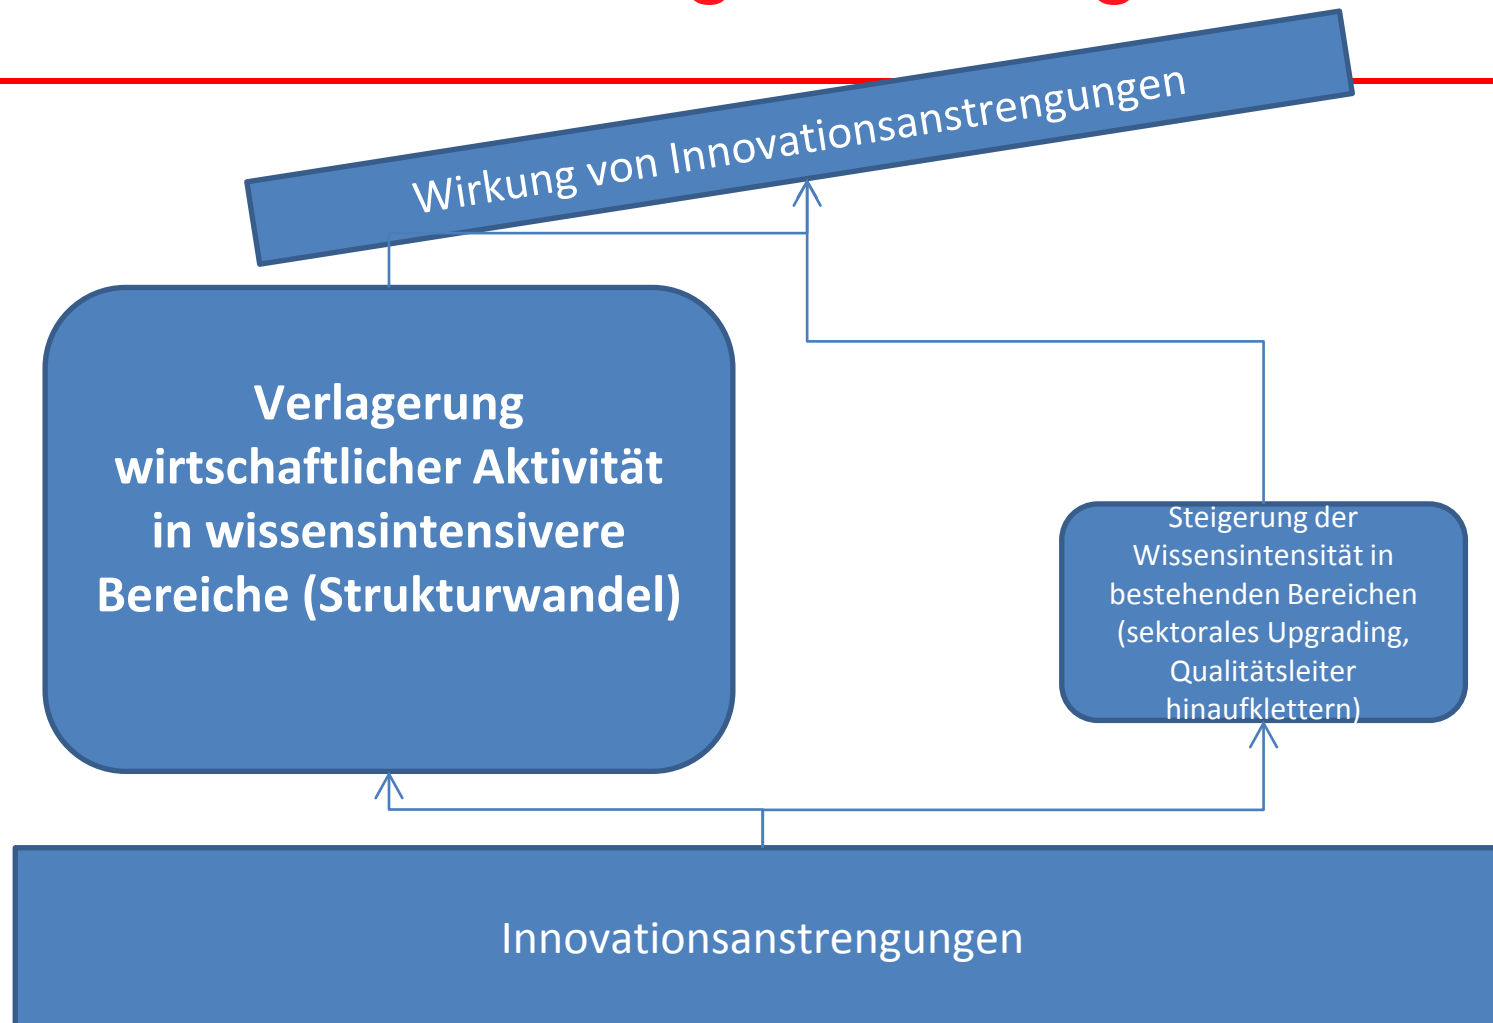 Wirkung von Innovationsanstrengungen
Verlagerung
wirtschaftlicher Aktivität
in wissensintensivere
Bereiche (Strukturwandel)
Steigerung der
Wissensintensität in
bestehenden Bereichen
(sektorales Upgrading,
Qualitätsleiter
hinaufklettern)
Innovationsanstrengungen